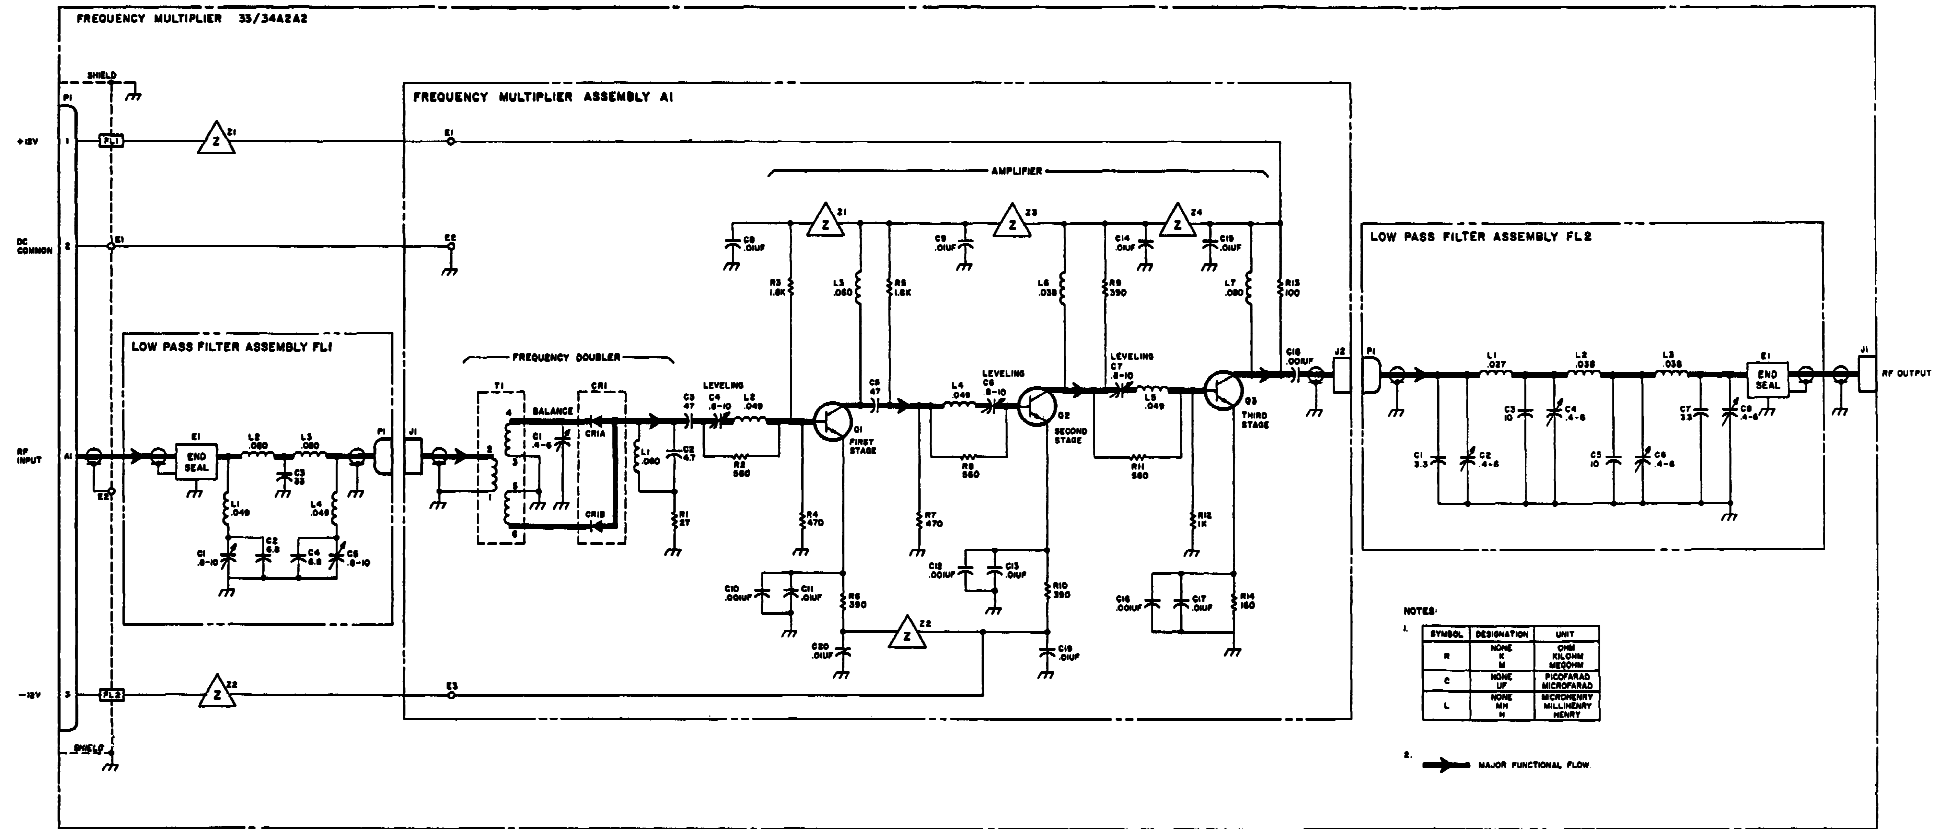 FREQUENCY MULTIPLIER 33/34A2A2
SHIELD
P1
+12V
1
FL1
Z
Z1
E1
DC
COMMON
2
E1
E2
FREQUENCY MULTIPLIER ASSEMBLY A1
AMPLIFIER
C8
.01UF
R3
1.8K
Z
Z1
L3
.080
C9
.01UF
Z
Z3
L6
.038
R9
390
C14
.01UF
Z
Z4
C15
.01UF
L7
.080
R13
100
LOW PASS FILTER ASSEMBLY FL1
RF
INPUT
A1
E2
E1
END
SEAL
L2
.080
L3
.080
C3
33
L1
.049
L4
.049
C1
.8-10
C2
6.8
C4
6.8
C5
.8-10
P1
J1
FREQUENCY DOUBLER
T1
4
2
3
1
5
6
BALANCE
C1
.4-6
CR1
CR1A
CR1B
L1
.080
C2
4.7
R1
27
C3
47
LEVELING
C4
.8-10
L2
.049
R2
560
R4
470
Q1
FIRST
STAGE
C5
47
R7
470
L4
.049
LEVELING
C6
.8-10
R8
560
Q2
SECOND
STAGE
LEVELING
C7
.8-10
L5
.049
R11
560
R12
1K
Q3
THIRD
STAGE
C18
.001UF
J2
C10
.001UF
C11
.01UF
R6
390
C20
.01UF
Z
Z2
C12
.001UF
C13
.01UF
R10
390
C19
.01UF
C16
.001UF
C17
.01UF
R14
160
-12V
3
FL2
Z
Z2
E3
SHIELD
LOW PASS FILTER ASSEMBLY FL2
P1
L1
.037
L2
.038
L3
.038
E1
END
SEAL
J1
RF OUTPUT
C1
3.3
C2
.4-6
C3
10
C4
.4-6
C5
10
C6
.4-6
C7
3.3
C8
.4-6
NOTES:
1.
SYMBOL DESIGNATION UNIT
R
NONE OHM
K KILOHM
M MEGOHM
C
NONE PICOFARAD
UF MICROFARAD
L
NONE MICROHENRY
MH MILLIHENRY
H HENRY
2.
MAJOR FUNCTIONAL FLOW